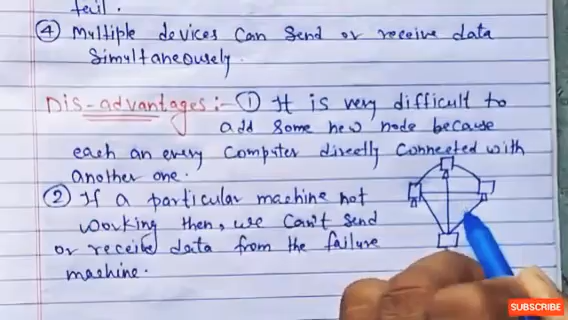 fail.
④ Multiple devices can send or receive data
simultaneousely.
Dis-advantages:- ① It is very difficult to
add some new node because
each an every computer directly connected with
another one.
② If a particular machine not
working then, we can't send
or receive data from the failure
machine.
SUBSCRIBE